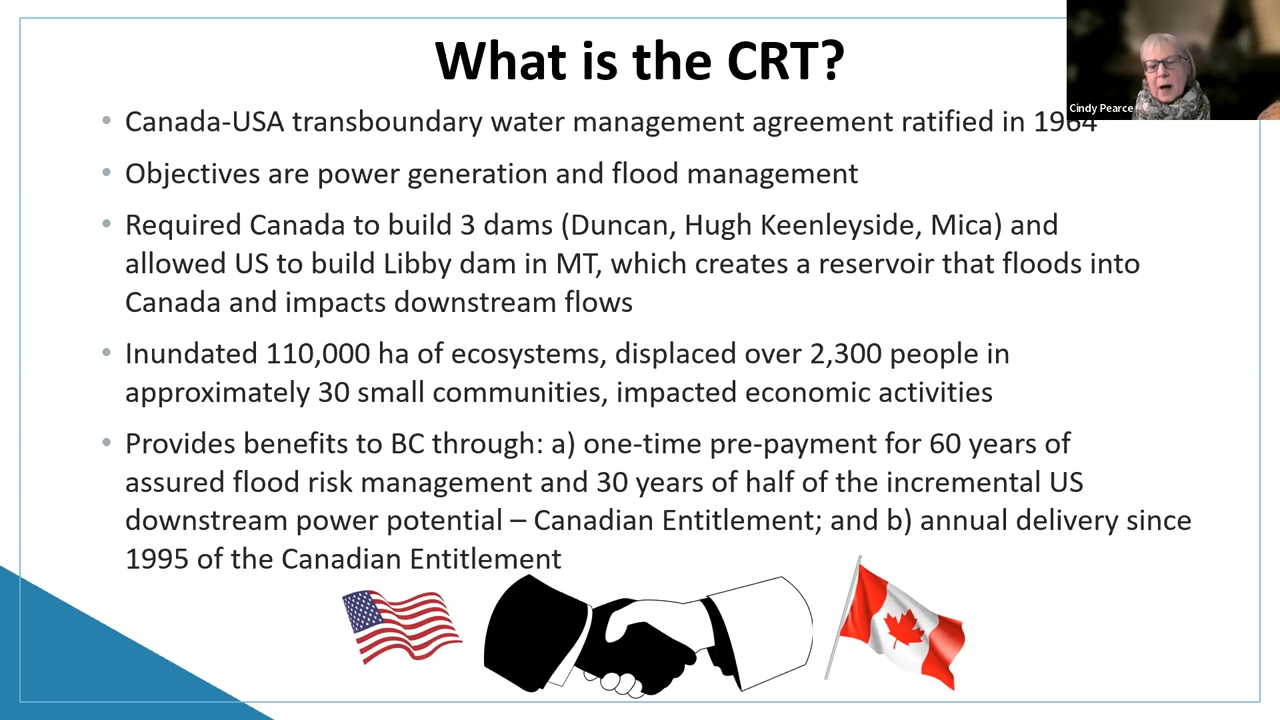 What is the CRT?
Cindy Pearce
• Canada-USA transboundary water management agreement ratified in 1964
• Objectives are power generation and flood management
• Required Canada to build 3 dams (Duncan, Hugh Keenleyside, Mica) and
allowed US to build Libby dam in MT, which creates a reservoir that floods into
Canada and impacts downstream flows
• Inundated 110,000 ha of ecosystems, displaced over 2,300 people in
approximately 30 small communities, impacted economic activities
• Provides benefits to BC through: a) one-time pre-payment for 60 years of
assured flood risk management and 30 years of half of the incremental US
downstream power potential – Canadian Entitlement; and b) annual delivery since
1995 of the Canadian Entitlement